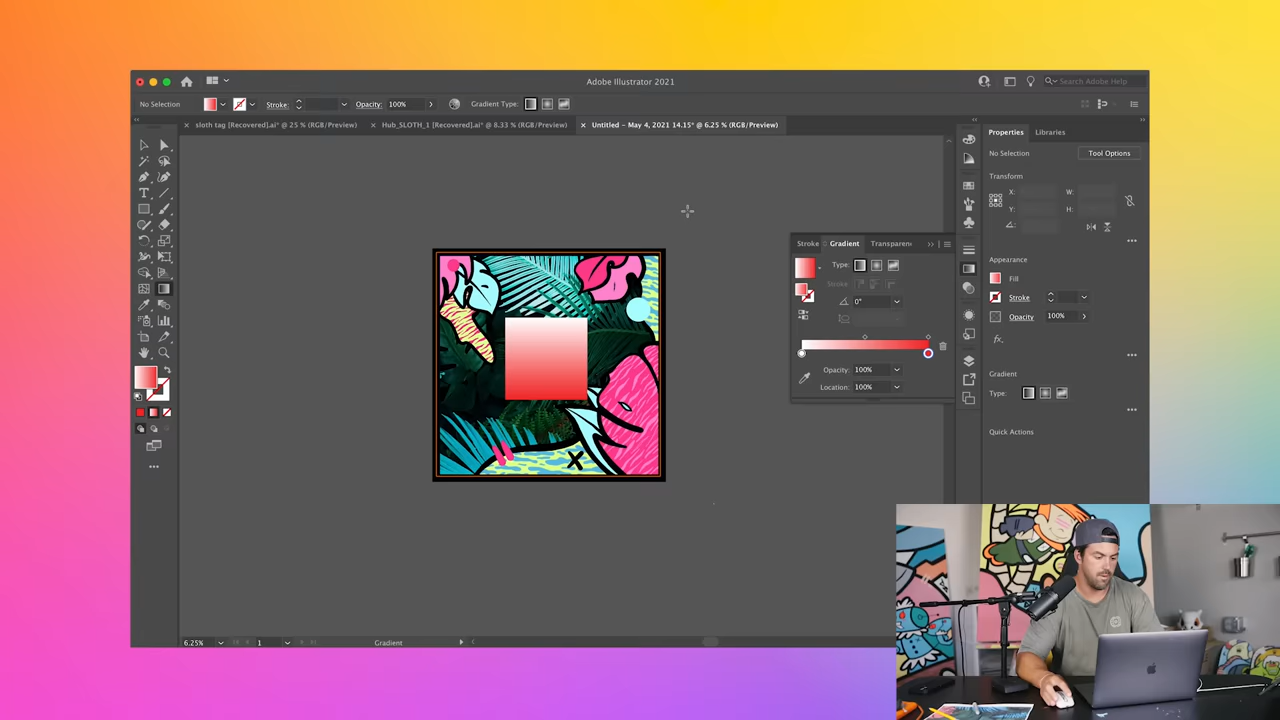 Adobe Illustrator 2021
Search Adobe Help
No Selection
Stroke:
Opacity:
100%
Gradient Type:
sloth tag [Recovered].ai* @ 25 % (RGB/Preview)
Hub_SLOTH_1 [Recovered].ai* @ 8.33 % (RGB/Preview)
Untitled – May 4, 2021 14.15* @ 6.25 % (RGB/Preview)
Properties
Libraries
No Selection
Tool Options
Transform
X:
W:
Y:
H:
Appearance
Fill
Stroke
Opacity
100%
fx.
Gradient
Type:
Quick Actions
Stroke
Gradient
Transparen
Type:
Stroke:
0°
Opacity:
100%
Location:
100%
6.25%
1
Gradient